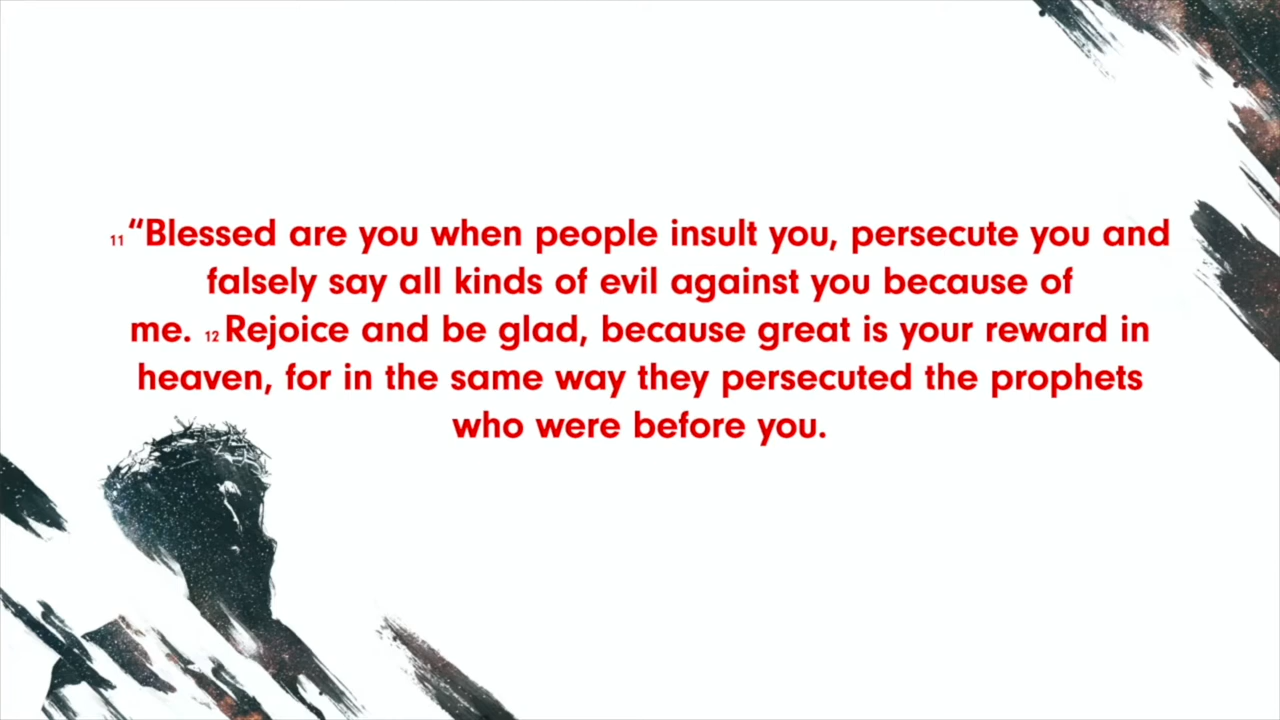 11 “Blessed are you when people insult you, persecute you and
falsely say all kinds of evil against you because of
me. 12 Rejoice and be glad, because great is your reward in
heaven, for in the same way they persecuted the prophets
who were before you.